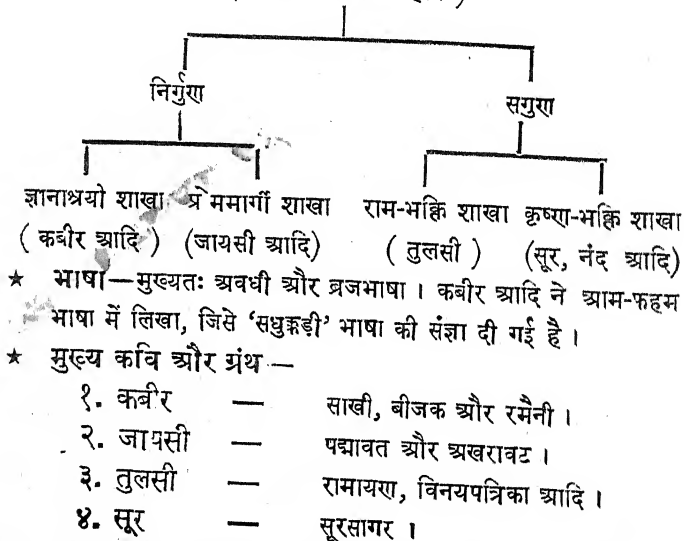 निर्गुण सगुण
ज्ञानाश्रयो शाखा प्रेममार्गी शाखा राम-भक्ति शाखा कृष्ण-भक्ति शाखा
( कबीर आदि ) (जायसी आदि) ( तुलसी ) (सूर, नंद आदि)
★ भाषा—मुख्यतः अवधी और ब्रजभाषा । कबीर आदि ने आम-फहम
भाषा में लिखा, जिसे ‘सधुक्कड़ी’ भाषा की संज्ञा दी गई है ।
★ मुख्य कवि और ग्रंथ —
१. कबीर — साखी, बीजक और रमैनी ।
२. जायसी — पद्मावत और अखरावट ।
३. तुलसी — रामायण, विनयपत्रिका आदि ।
४. सूर — सूरसागर ।